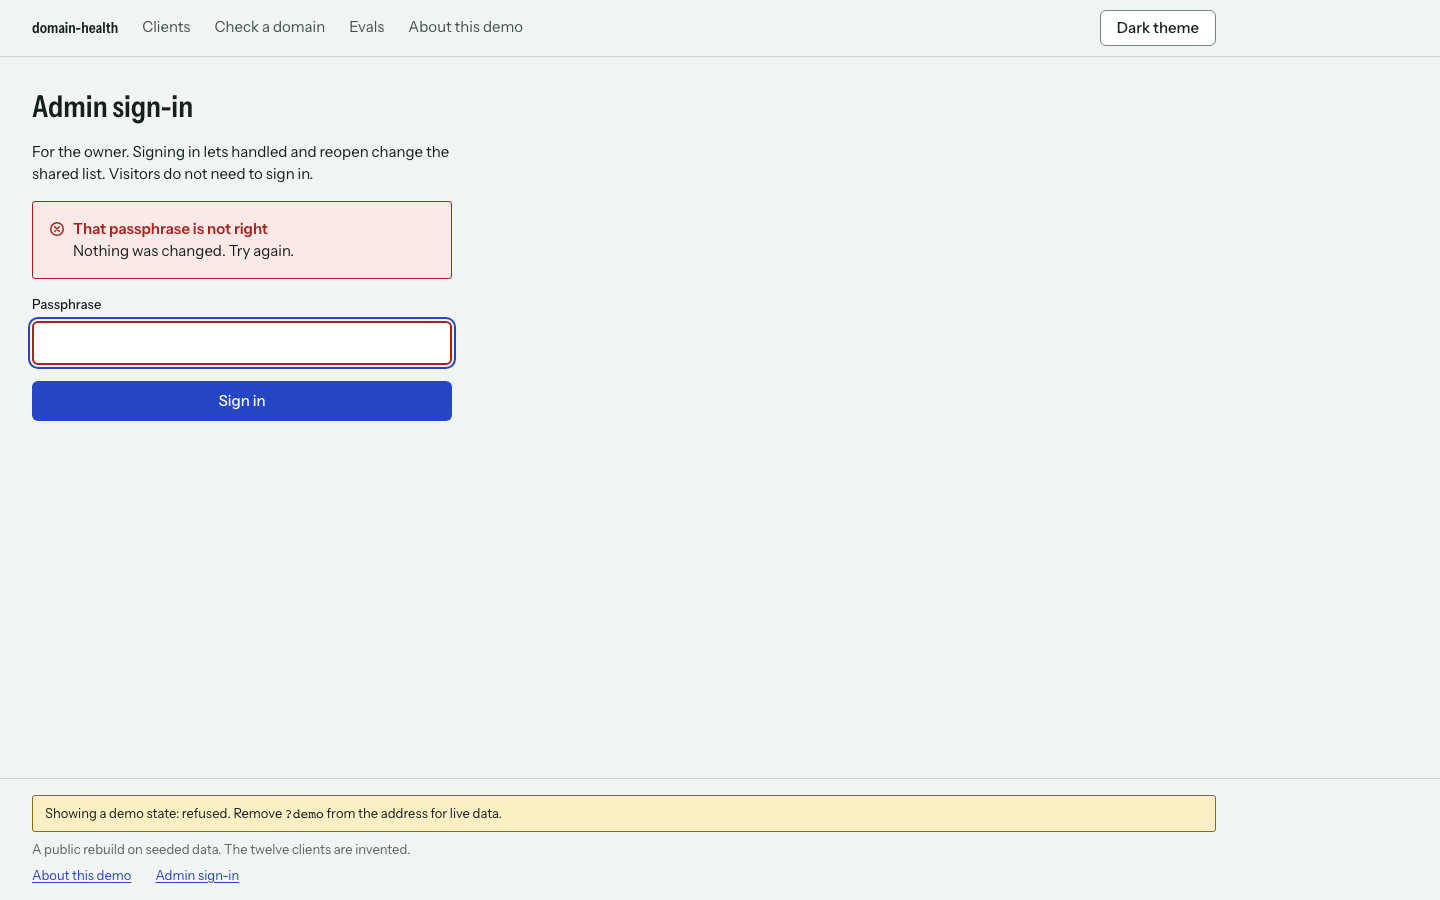 domain-health
Clients
Check a domain
Evals
About this demo
Dark theme
Admin sign-in
For the owner. Signing in lets handled and reopen change the
shared list. Visitors do not need to sign in.
That passphrase is not right
Nothing was changed. Try again.
Passphrase
Sign in
Showing a demo state: refused. Remove ?demo from the address for live data.
A public rebuild on seeded data. The twelve clients are invented.
About this demo
Admin sign-in